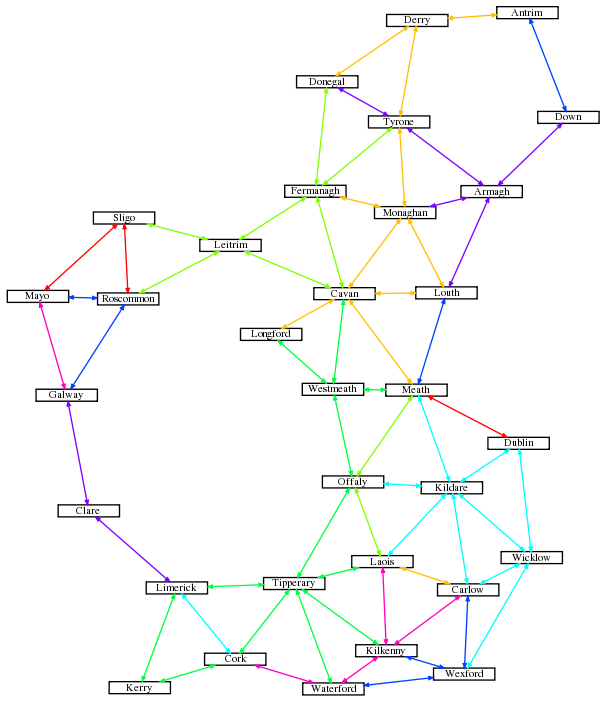 Antrim
Derry
Donegal
Down
Tyrone
Fermanagh
Armagh
Monaghan
Sligo
Leitrim
Mayo
Roscommon
Cavan
Louth
Longford
Galway
Westmeath
Meath
Dublin
Offaly
Kildare
Clare
Laois
Wicklow
Limerick
Tipperary
Carlow
Cork
Kilkenny
Wexford
Kerry
Waterford